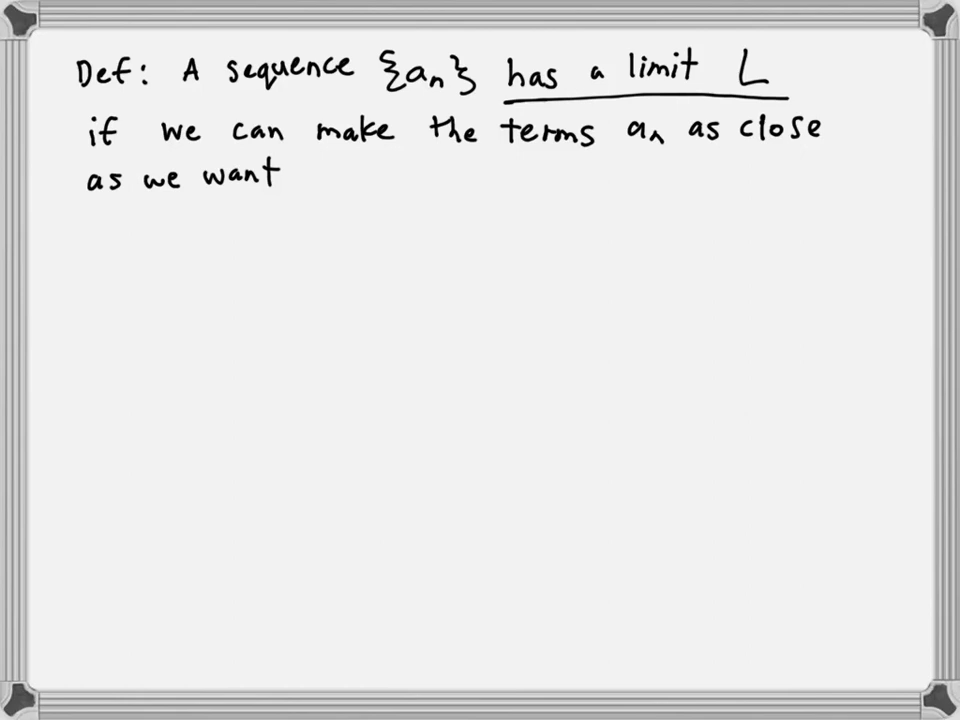 Def: A sequence {aₙ} has a limit L
if we can make the terms aₙ as close
as we want